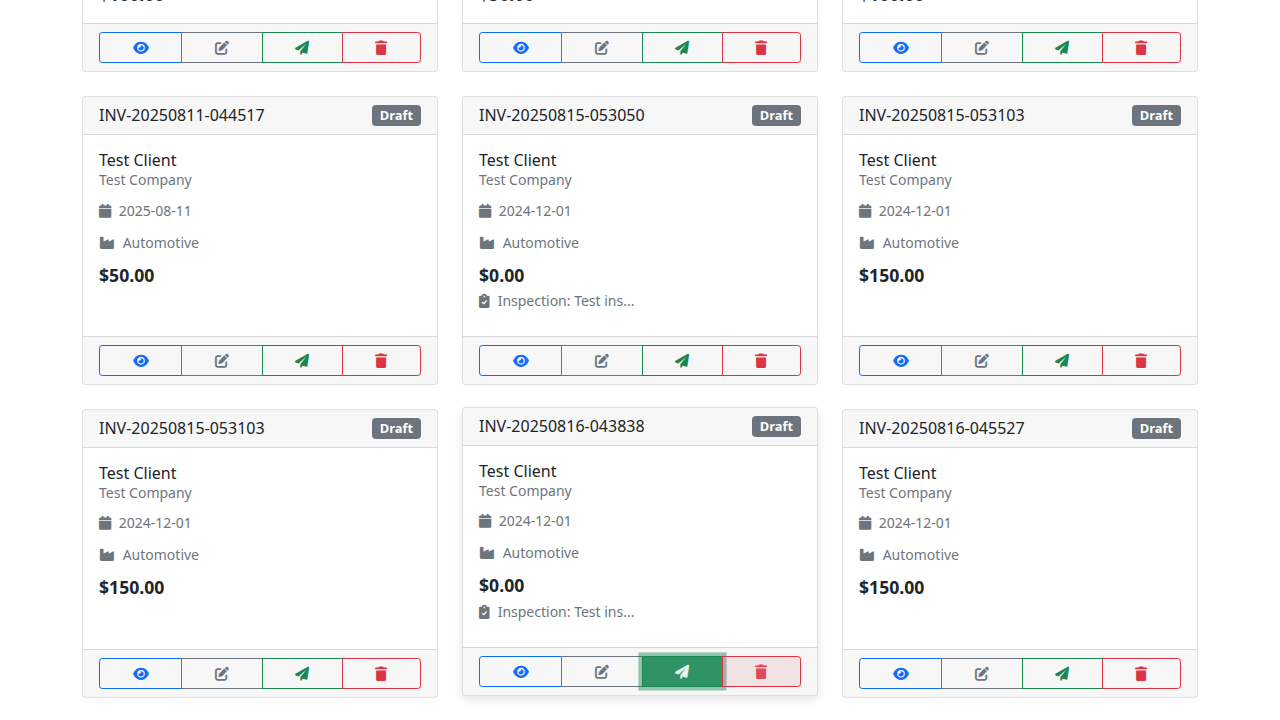 INV-20250811-044517 Draft
Test Client
Test Company
2025-08-11
Automotive
$50.00
INV-20250815-053050 Draft
Test Client
Test Company
2024-12-01
Automotive
$0.00
Inspection: Test ins...
INV-20250815-053103 Draft
Test Client
Test Company
2024-12-01
Automotive
$150.00
INV-20250815-053103 Draft
Test Client
Test Company
2024-12-01
Automotive
$150.00
INV-20250816-043838 Draft
Test Client
Test Company
2024-12-01
Automotive
$0.00
Inspection: Test ins...
INV-20250816-045527 Draft
Test Client
Test Company
2024-12-01
Automotive
$150.00